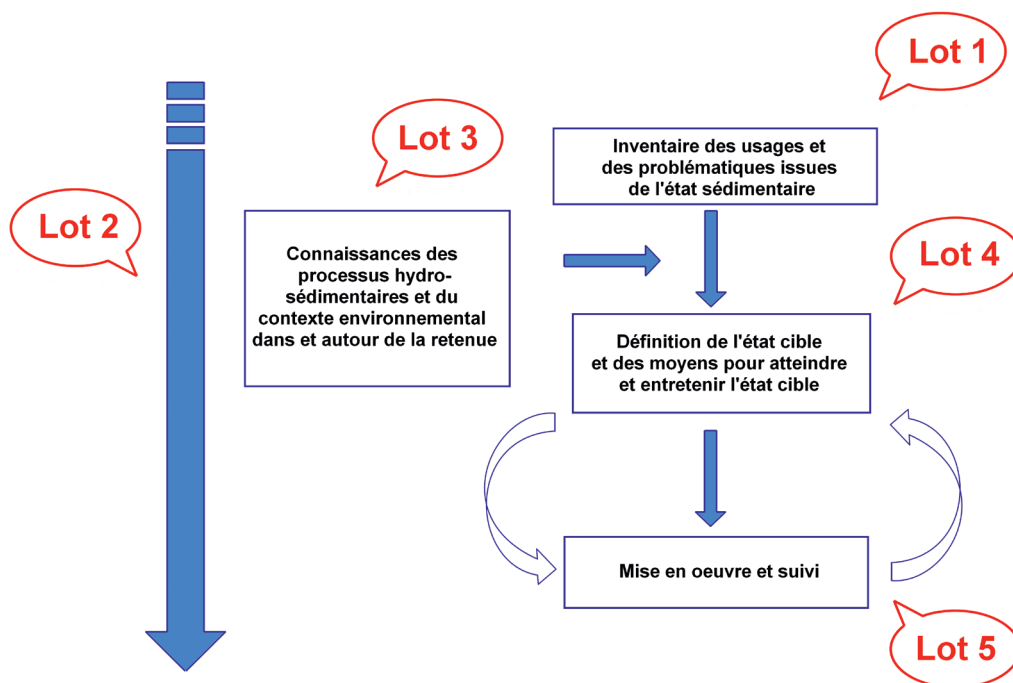 Lot 1
Lot 3
Inventaire des usages et
des problématiques issues
de l'état sédimentaire
Lot 2
Connaissances des
processus hydro-
sédimentaires et du
contexte environnemental
dans et autour de la retenue
Lot 4
Définition de l'état cible
et des moyens pour atteindre
et entretenir l'état cible
Mise en oeuvre et suivi
Lot 5